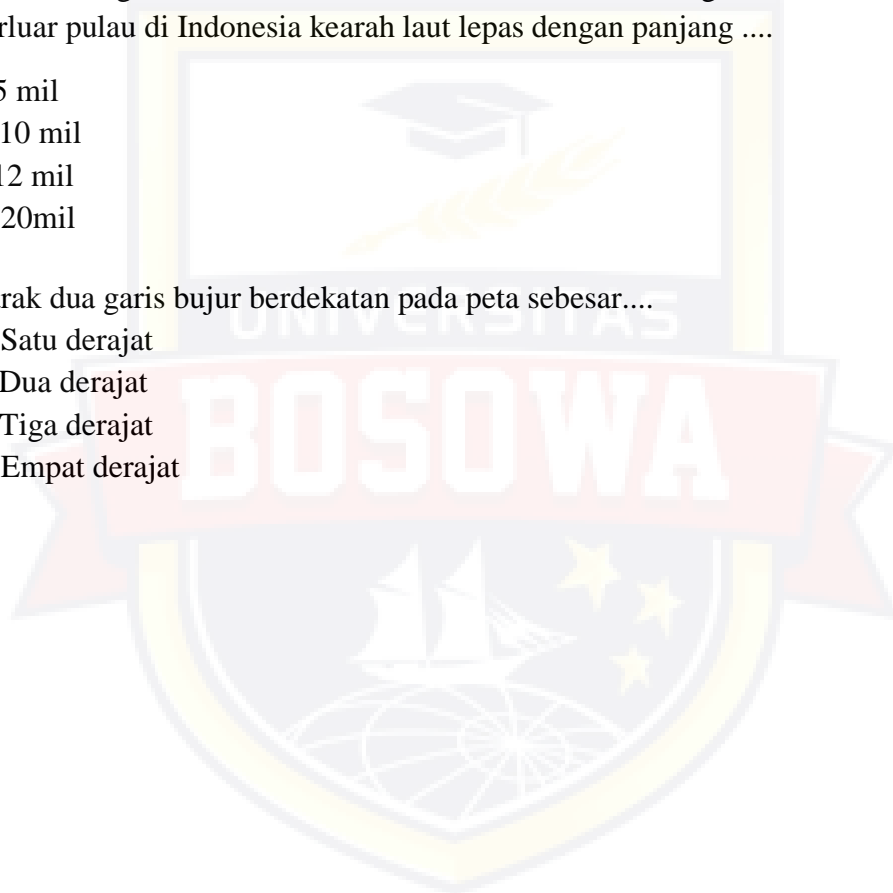 rluar pulau di Indonesia kearah laut lepas dengan panjang ....
5 mil
10 mil
12 mil
20mil
rak dua garis bujur berdekatan pada peta sebesar....
Satu derajat
Dua derajat
Tiga derajat
Empat derajat
UNIVERSITAS
BOSOWA